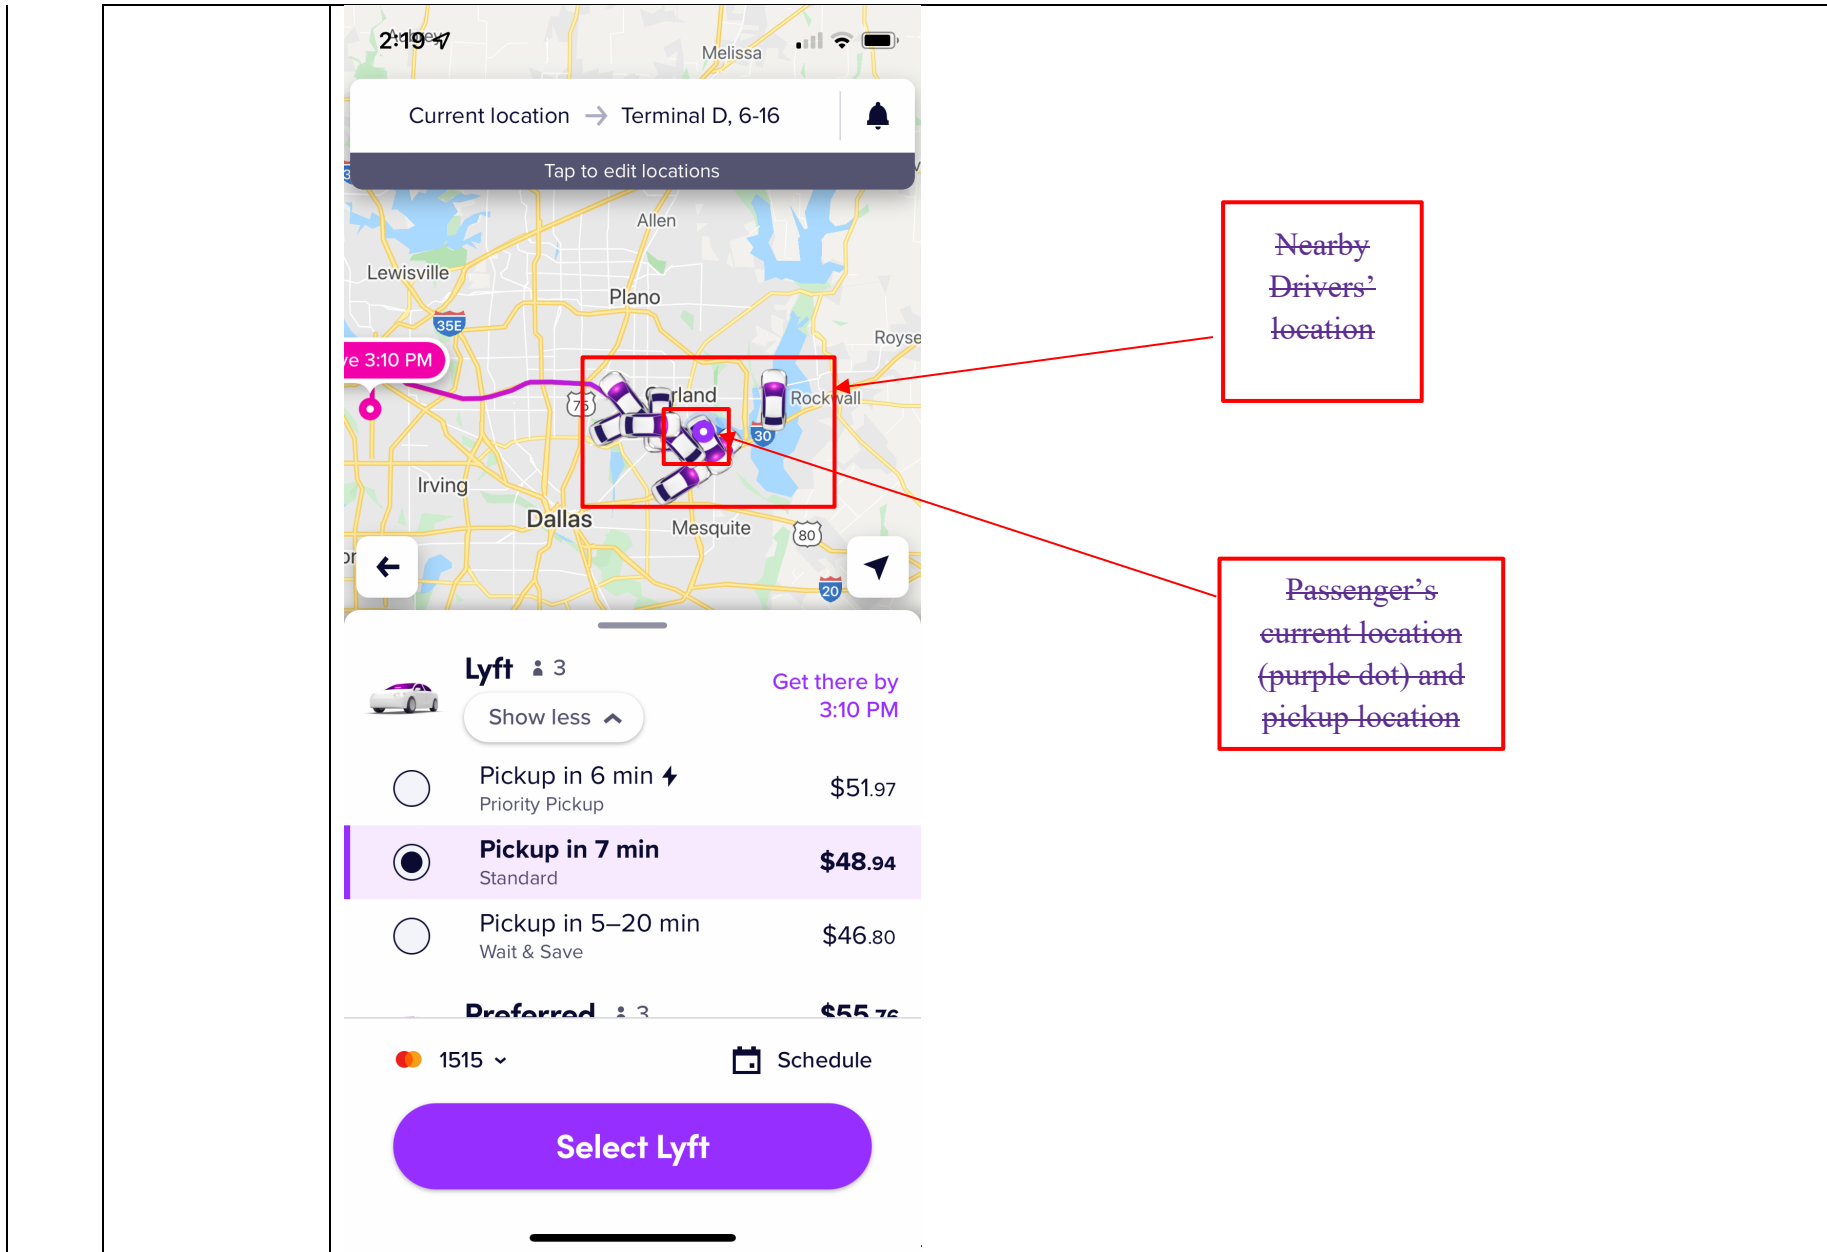 2:19
Melissa
Current location → Terminal D, 6-16
Tap to edit locations
Allen
Lewisville
Plano
35E
Royse
ve 3:10 PM
rland
75
Rockwall
30
Irving
Dallas
Mesquite
80
20
Nearby
Drivers’
location
Passenger’s
current location
(purple dot) and
pickup location
Lyft 3
Get there by
3:10 PM
Show less
Pickup in 6 min
Priority Pickup
$51.97
Pickup in 7 min
Standard
$48.94
Pickup in 5–20 min
Wait & Save
$46.80
Preferred 3
$55.76
1515
Schedule
Select Lyft